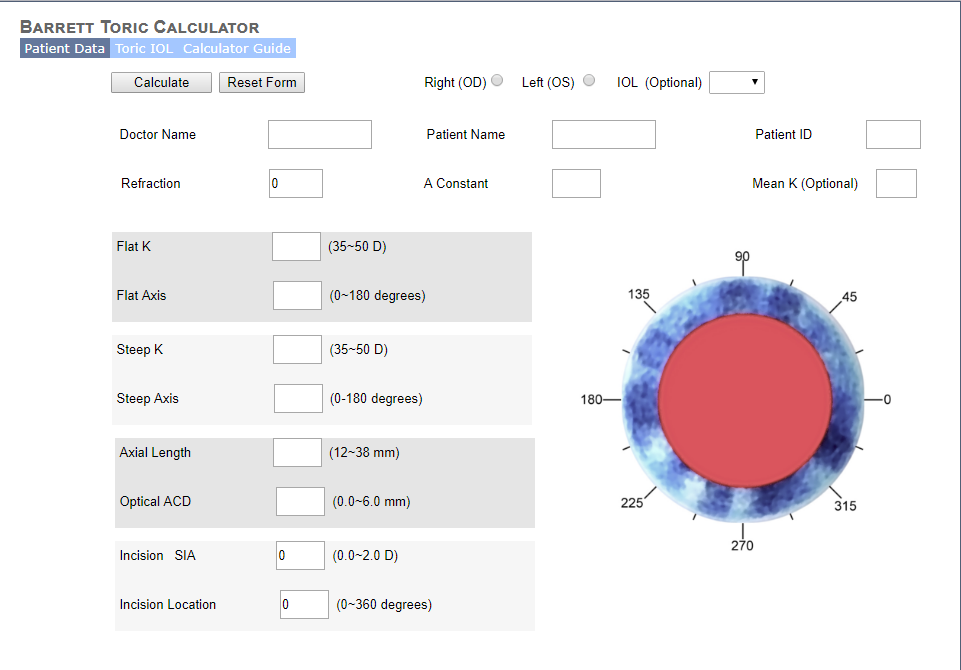 BARRETT TORIC CALCULATOR
Patient Data Toric IOL Calculator Guide
Calculate Reset Form Right (OD) Left (OS) IOL (Optional)
Doctor Name Patient Name Patient ID
Refraction 0 A Constant Mean K (Optional)
Flat K (35~50 D)
Flat Axis (0~180 degrees)
Steep K (35~50 D)
Steep Axis (0-180 degrees)
Axial Length (12~38 mm)
Optical ACD (0.0~6.0 mm)
Incision SIA 0 (0.0~2.0 D)
Incision Location 0 (0~360 degrees)
90
135 45
180 0
225 315
270